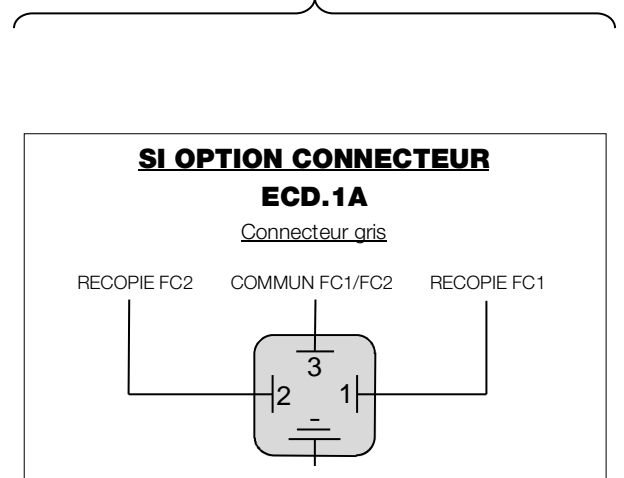 SI OPTION CONNECTEUR
ECD.1A
Connecteur gris
RECOPIE FC2 COMMUN FC1/FC2 RECOPIE FC1
3
2 1